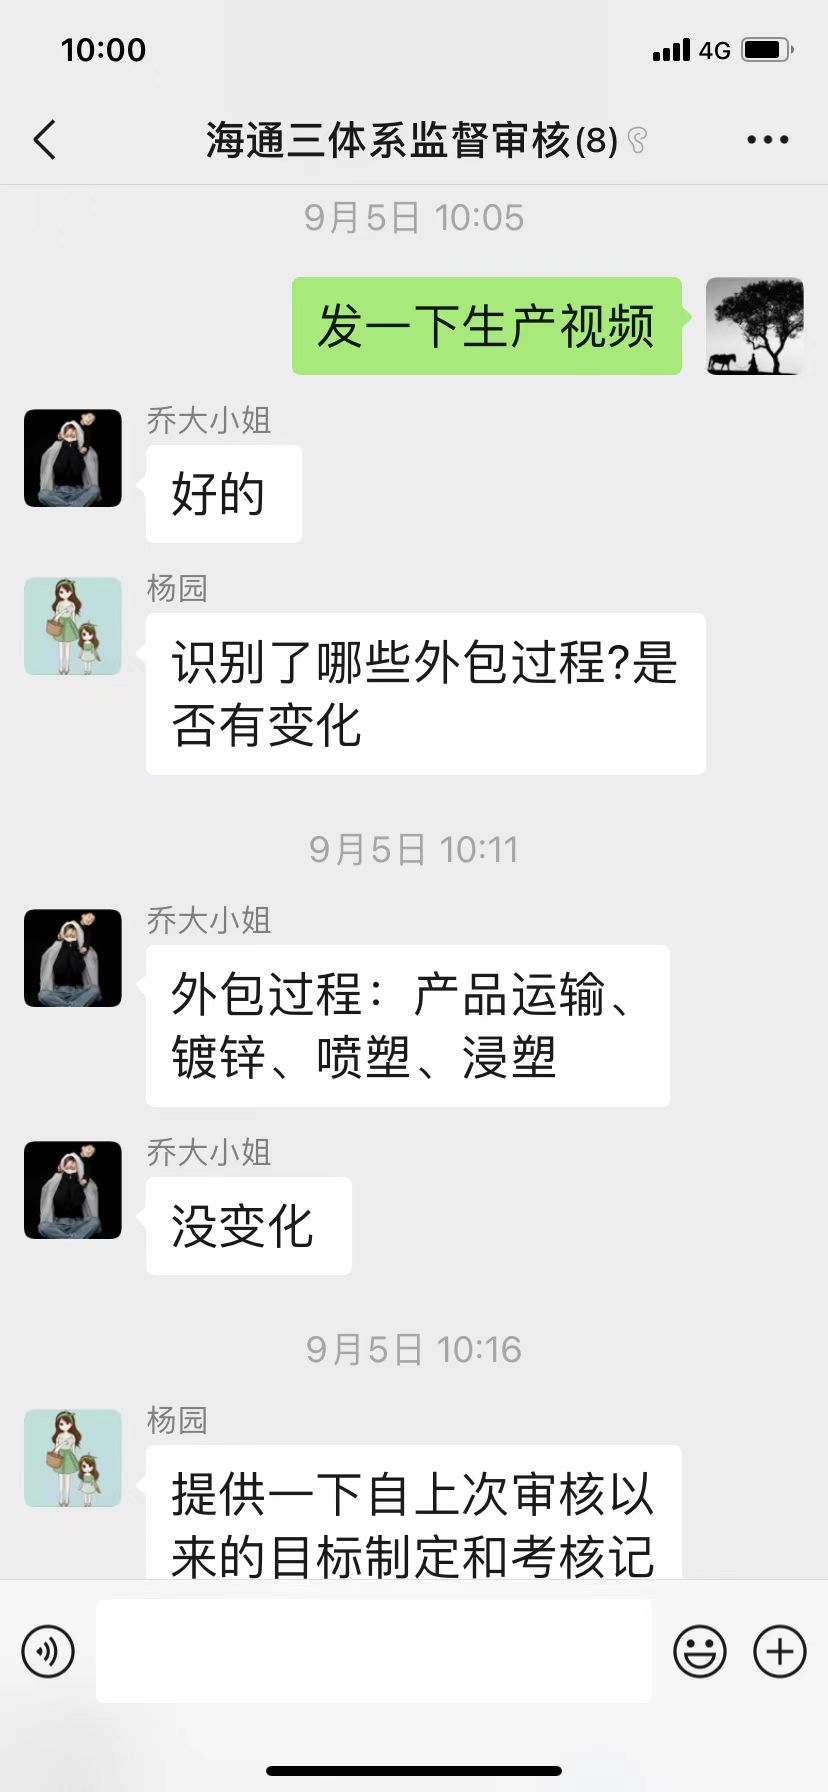 10:00
4G
海通三体系监督审核(8)
9月5日 10:05
发一下生产视频
乔大小姐
好的
杨园
识别了哪些外包过程?是
否有变化
9月5日 10:11
乔大小姐
外包过程：产品运输、
镀锌、喷塑、浸塑
乔大小姐
没变化
9月5日 10:16
杨园
提供一下自上次审核以
来的目标制定和考核记